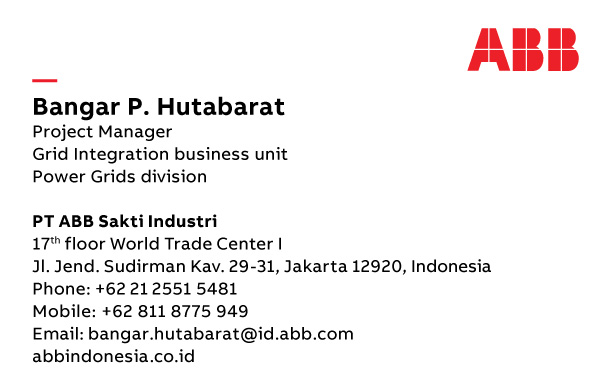 ABB
Bangar P. Hutabarat
Project Manager
Grid Integration business unit
Power Grids division
PT ABB Sakti Industri
17th floor World Trade Center I
Jl. Jend. Sudirman Kav. 29-31, Jakarta 12920, Indonesia
Phone: +62 21 2551 5481
Mobile: +62 811 8775 949
Email: bangar.hutabarat@id.abb.com
abbindonesia.co.id